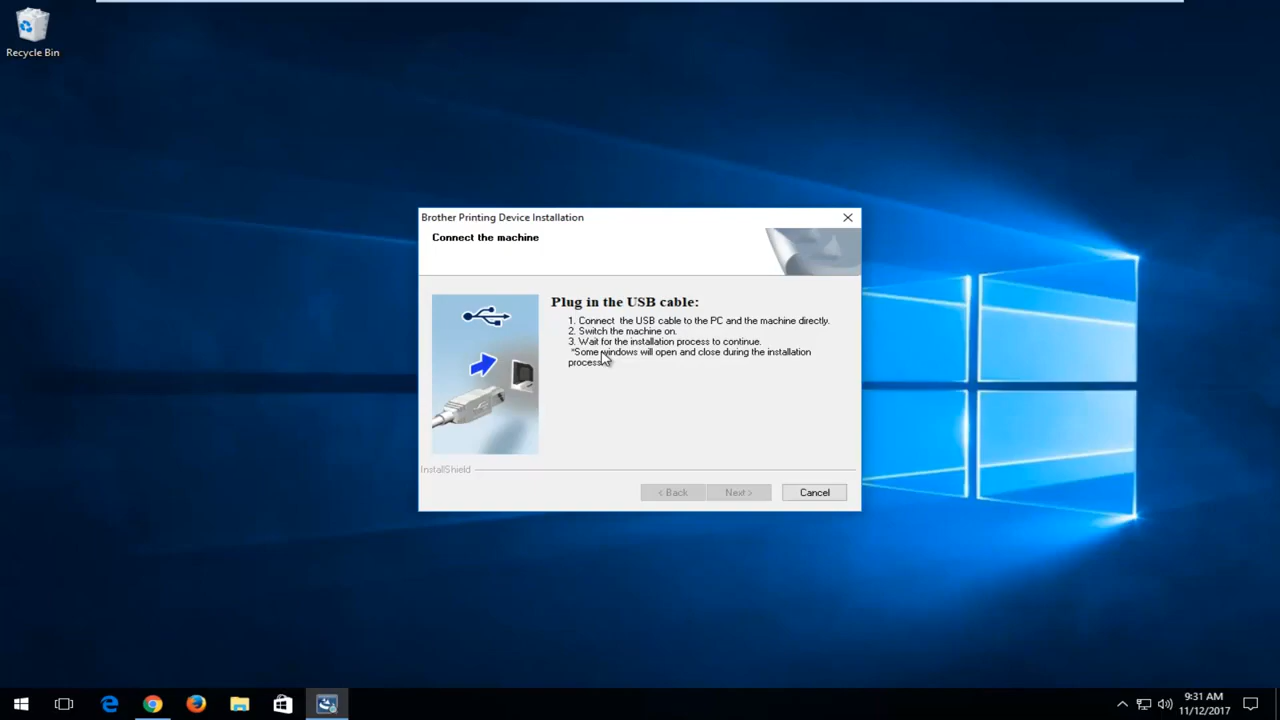 Recycle Bin
Brother Printing Device Installation
Connect the machine
Plug in the USB cable:
1. Connect the USB cable to the PC and the machine directly.
2. Switch the machine on.
3. Wait for the installation process to continue.
*Some windows will open and close during the installation
process.
InstallShield
< Back
Next >
Cancel
9:31 AM
11/12/2017